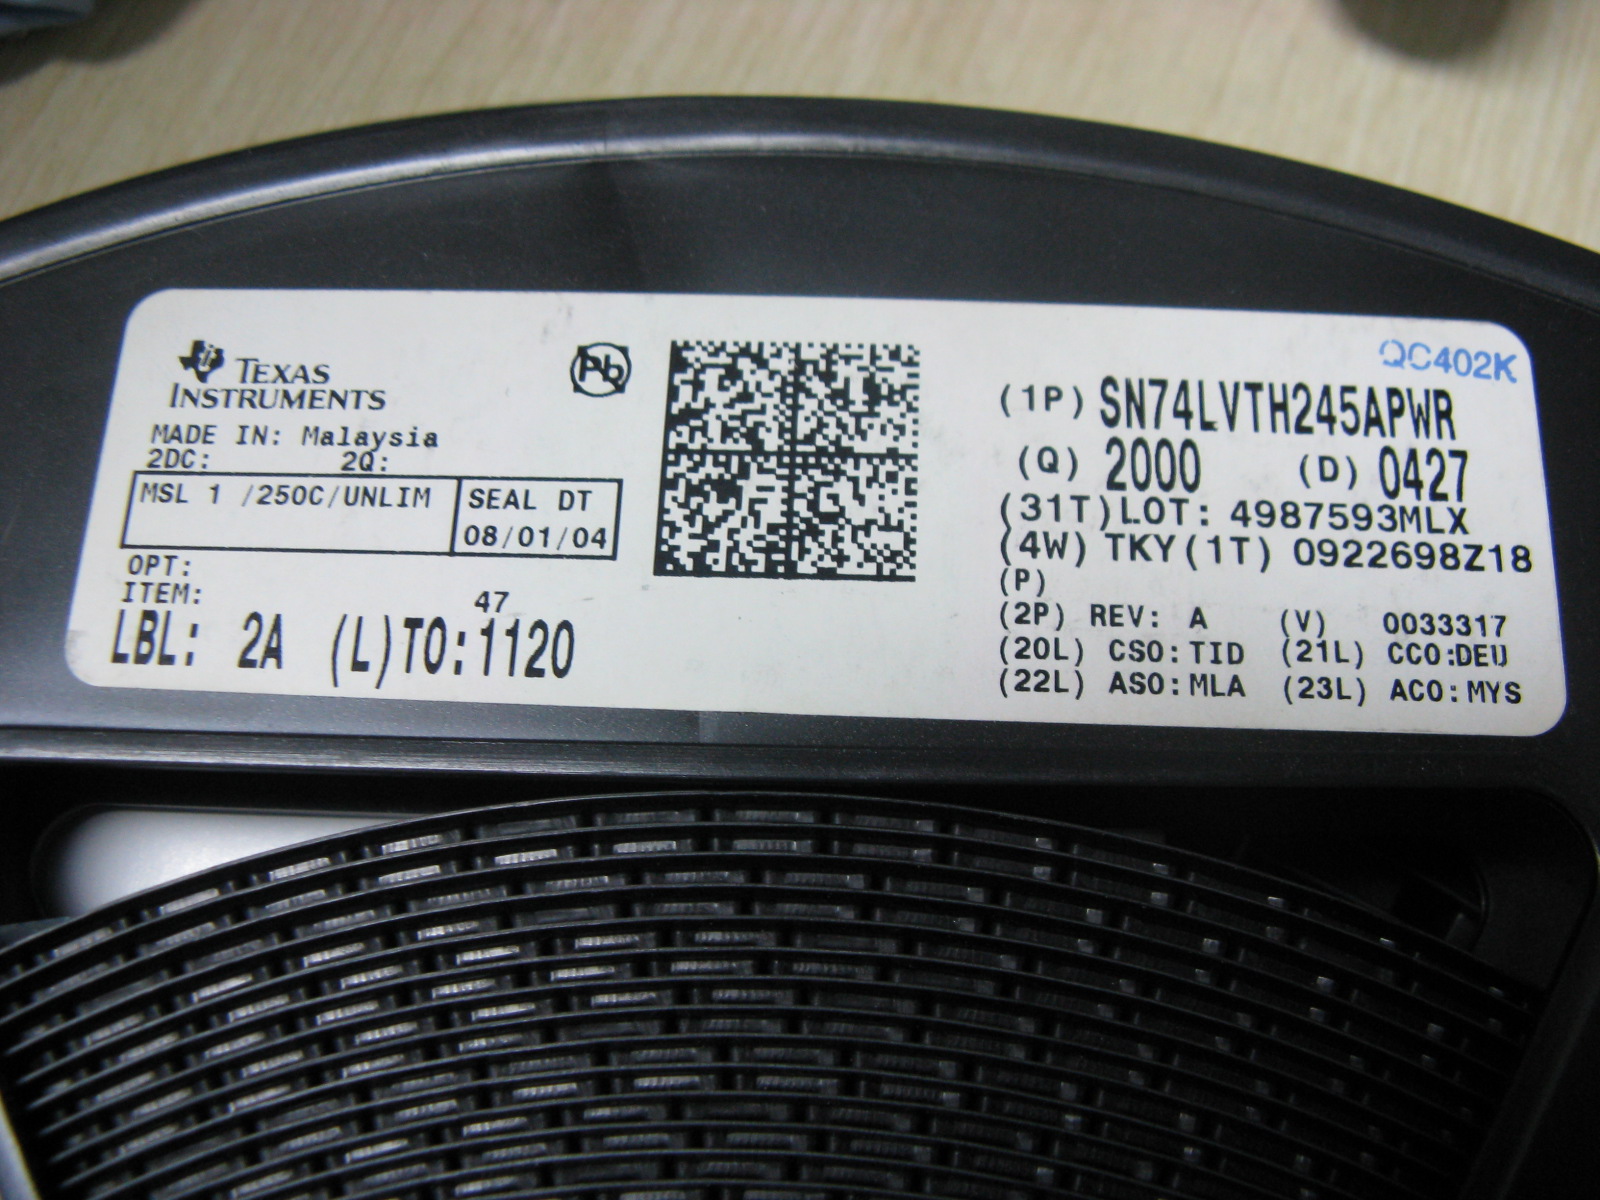 TEXAS
INSTRUMENTS
Pb
MADE IN: Malaysia
2DC: 2Q:
MSL 1 /250C/UNLIM
SEAL DT
08/01/04
OPT:
ITEM:
47
LBL: 2A (L)TO:1120
QC402K
(1P) SN74LVTH245APWR
(Q) 2000 (D) 0427
(31T)LOT: 4987593MLX
(4W) TKY(1T) 0922698Z18
(P)
(2P) REV: A (V) 0033317
(20L) CSO:TID (21L) CCO:DEU
(22L) ASO:MLA (23L) ACO:MYS